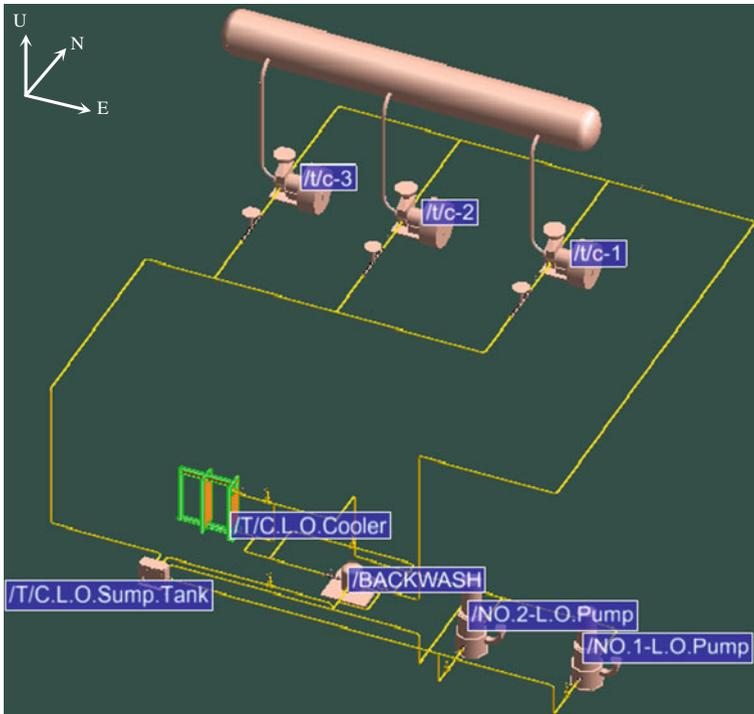 U
N
E
/t/c-3
/t/c-2
/t/c-1
/T/C.L.O.Cooler
/BACKWASH
/T/C.L.O.Sump.Tank
/NO.2-L.O.Pump
/NO.1-L.O.Pump